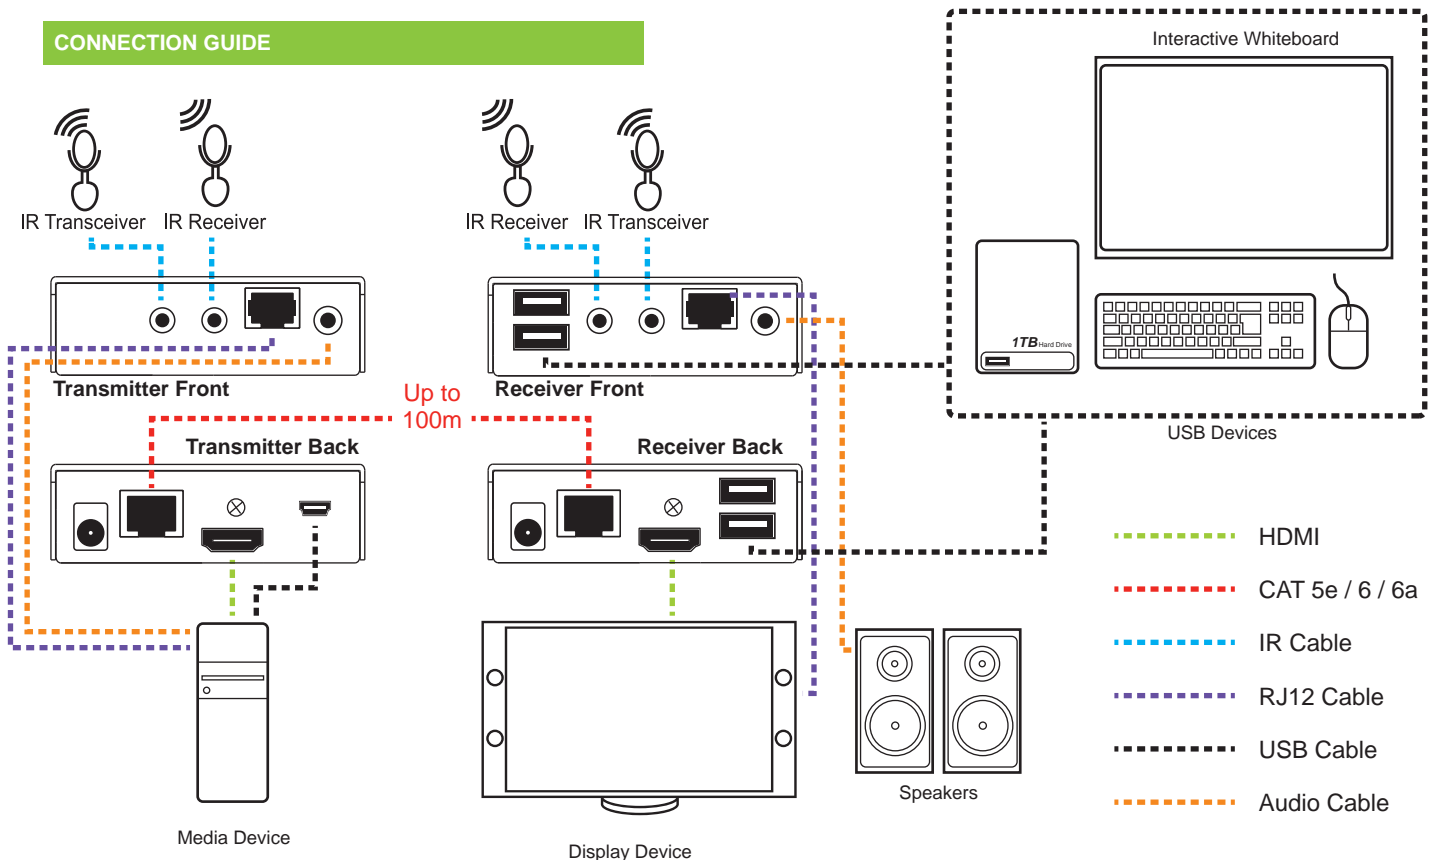 CONNECTION GUIDE
Interactive Whiteboard
IR Transceiver
IR Receiver
IR Receiver
IR Transceiver
1TB Hard Drive
Transmitter Front
Receiver Front
Up to
100m
USB Devices
Transmitter Back
Receiver Back
HDMI
CAT 5e / 6 / 6a
IR Cable
RJ12 Cable
USB Cable
Audio Cable
Speakers
Media Device
Display Device